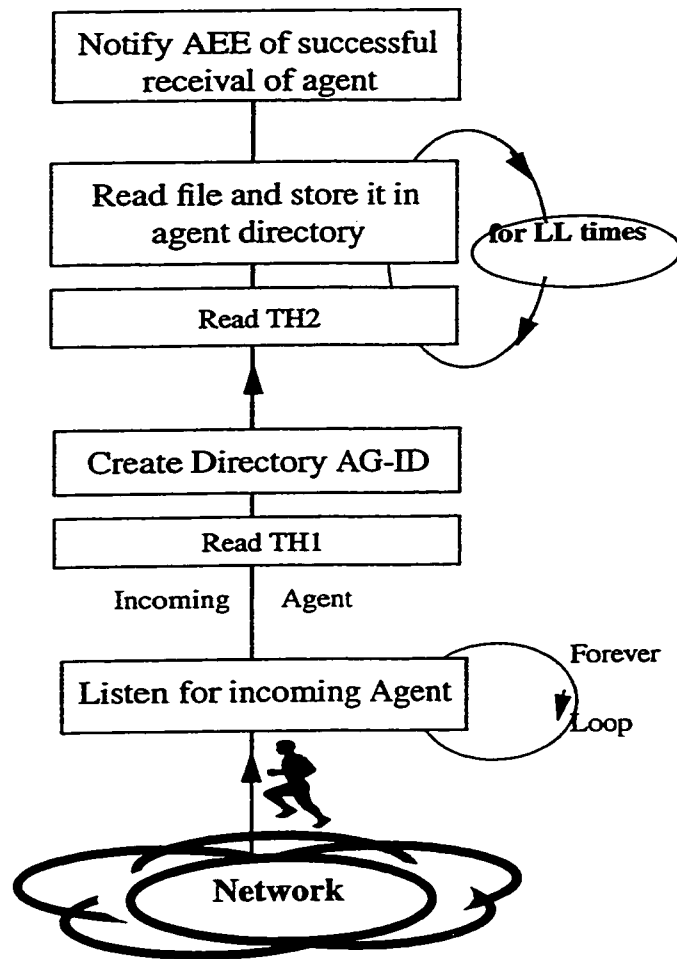 Notify AEE of successful
receival of agent
Read file and store it in
agent directory
for LL times
Read TH2
Create Directory AG-ID
Read TH1
Incoming Agent
Listen for incoming Agent
Forever
Loop
Network